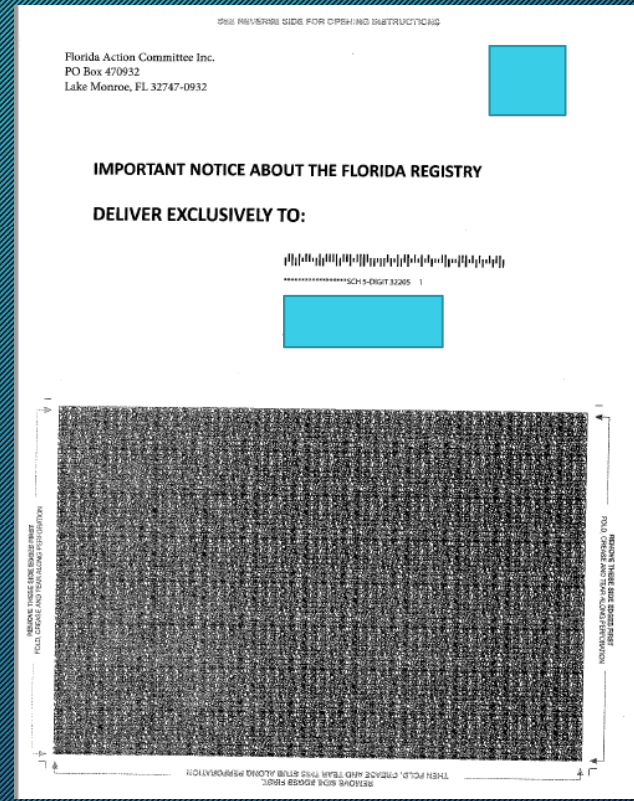 SEE REVERSE SIDE FOR OPENING INSTRUCTIONS
Florida Action Committee Inc.
PO Box 470932
Lake Monroe, FL 32747-0932
IMPORTANT NOTICE ABOUT THE FLORIDA REGISTRY
DELIVER EXCLUSIVELY TO:
******************SCH 5-DIGIT 32205 1
REMOVE THESE SIDE EDGES FIRST
FOLD, CREASE AND TEAR ALONG PERFORATION
REMOVE THESE SIDE EDGES FIRST
FOLD, CREASE AND TEAR ALONG PERFORATION
REMOVE SIDE EDGES FIRST,
THEN FOLD, CREASE AND TEAR THIS STUB ALONG PERFORATION